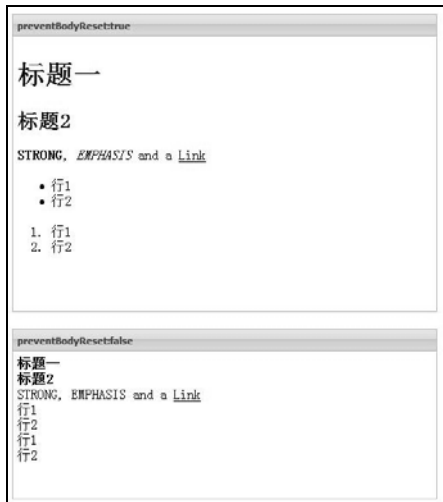 preventBodyReset:true
标题一
标题2
STRONG, EMPHASIS and a Link
• 行1
• 行2
1. 行1
2. 行2
preventBodyReset:false
标题一
标题2
STRONG, EMPHASIS and a Link
行1
行2
行1
行2